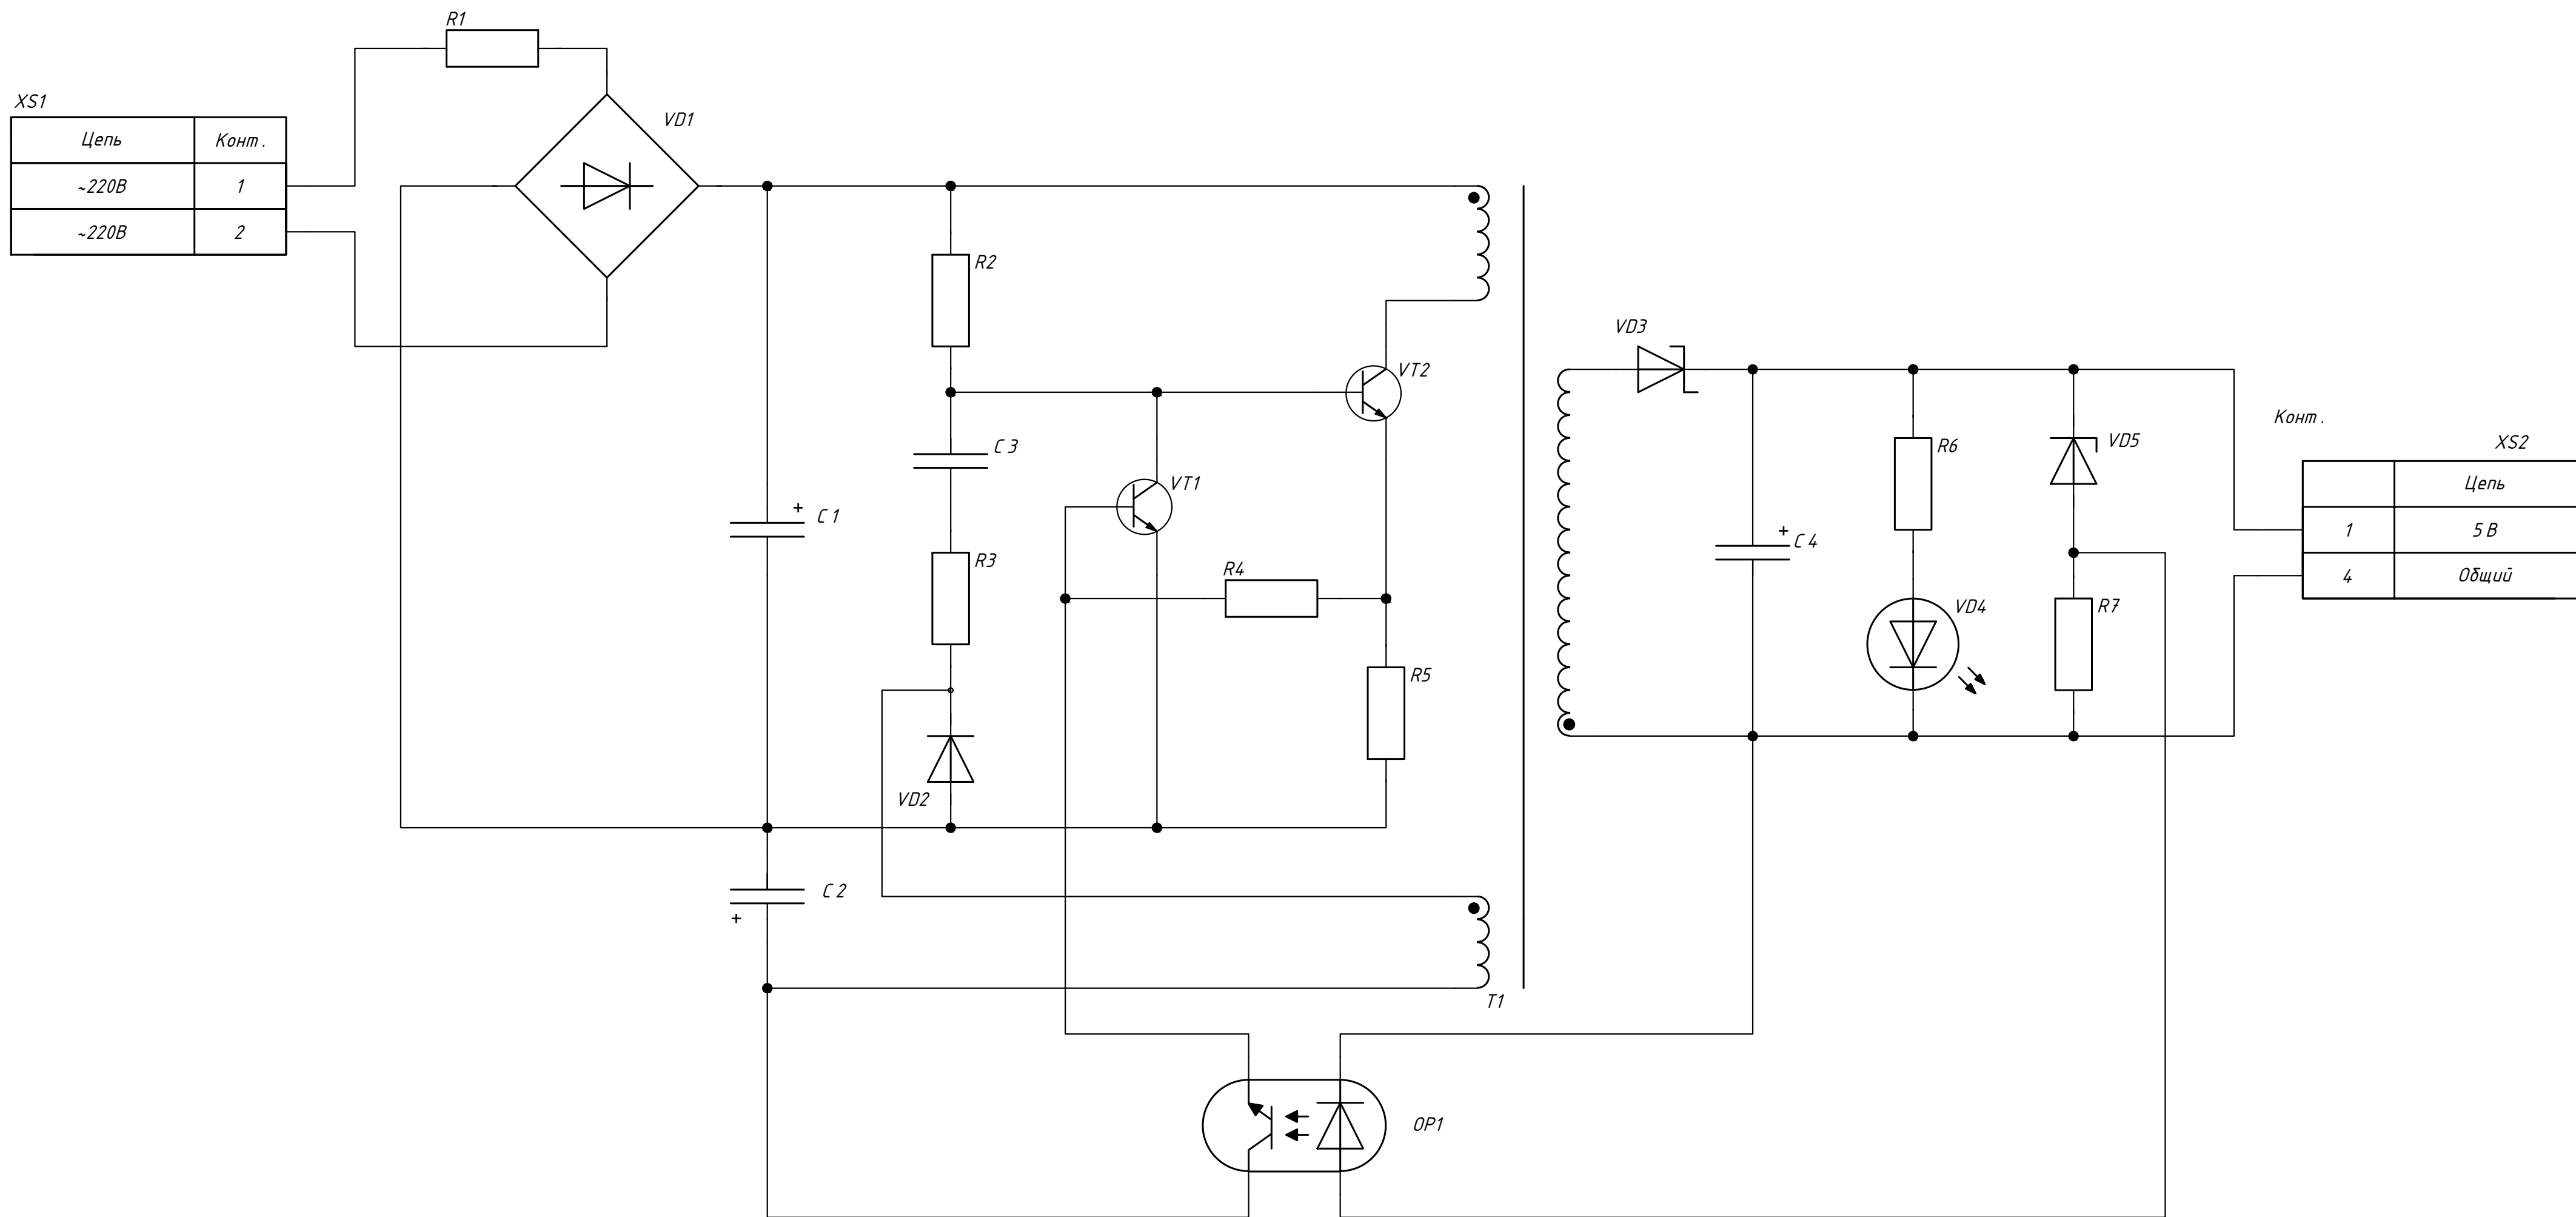 R1
XS1
VD1
Цепь Конт.
~220В 1
~220В 2
R2
VD3
VT2
Конт.
C3
R6
VD5
XS2
VT1
Цепь
C1
1 5В
C4
R3
R4
4 Общий
VD4
R7
R5
VD2
C2
T1
OP1
+
+
+